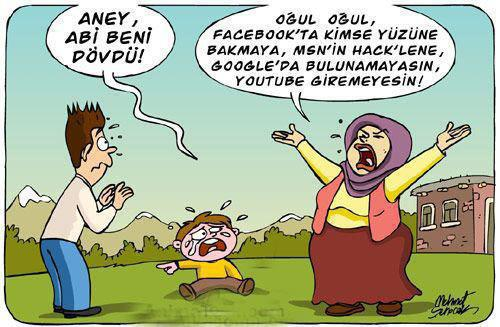 ANEY,
ABİ BENİ
DÖVDÜ!
OĞUL OĞUL,
FACEBOOK'TA KİMSE YÜZÜNE
BAKMAYA, MSN'İN HACK'LENE,
GOOGLE'DA BULUNAMAYASIN,
YOUTUBE GİREMEYESİN!
Mehmet